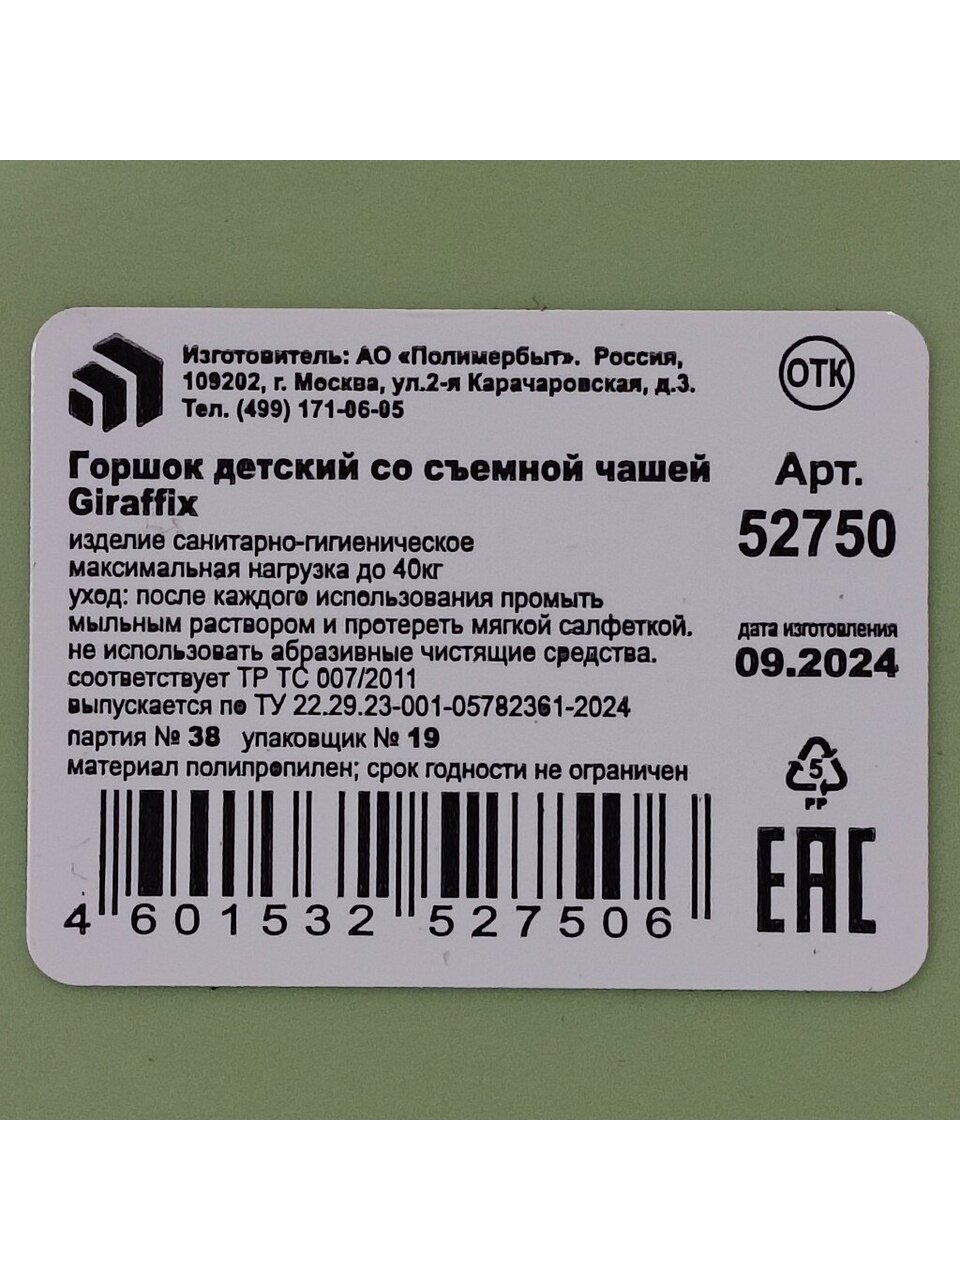 Изготовитель: АО «Полимербыт». Россия,
109202, г. Москва, ул.2-я Карачаровская, д.3.
Тел. (499) 171-06-05
ОТК
Горшок детский со съемной чашей
Giraffix
Арт.
52750
изделие санитарно-гигиеническое
максимальная нагрузка до 40кг
уход: после каждого использования промыть
мыльным раствором и протереть мягкой салфеткой.
не использовать абразивные чистящие средства.
соответствует ТР ТС 007/2011
выпускается по ТУ 22.29.23-001-05782361-2024
дата изготовления
09.2024
партия № 38 упаковщик № 19
материал полипропилен; срок годности не ограничен
5
PP
EAC
4 601532 527506